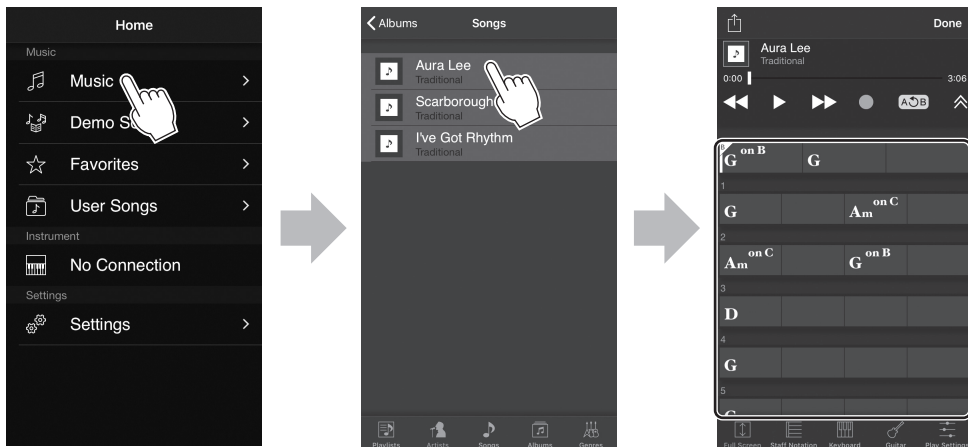 Home
Music
Music
Demo S
Favorites
User Songs
Instrument
No Connection
Settings
Settings
Albums Songs
Aura Lee
Traditional
Scarborough
Traditional
I've Got Rhythm
Traditional
Playlists Artists Songs Albums Genres
Done
Aura Lee
Traditional
0:00 3:06
A B
B
G on B G
1
G Am on C
2
Am on C G on B
3
D
4
G
5
Full Screen Staff Notation Keyboard Guitar Play Settings